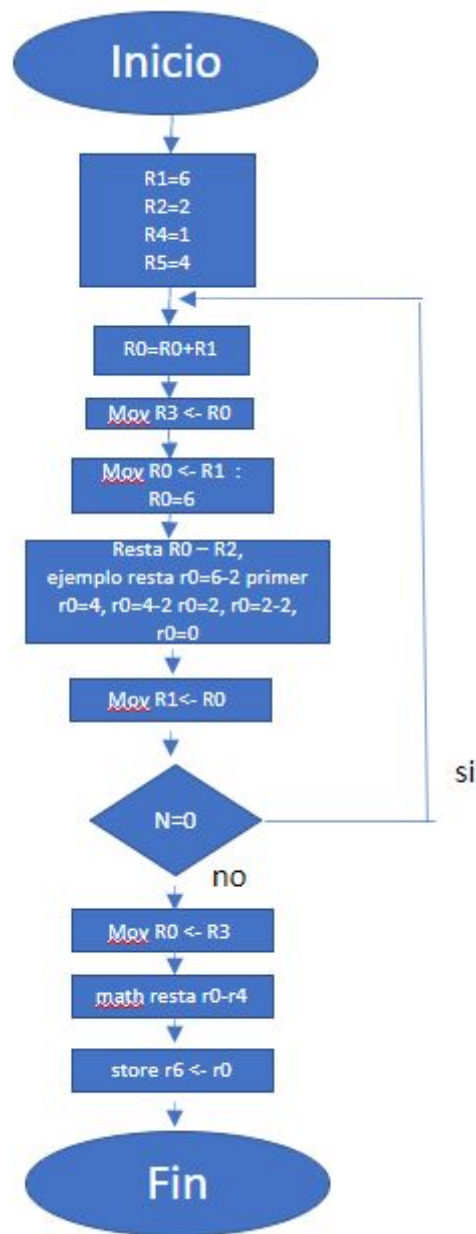 Inicio
R1=6
R2=2
R4=1
R5=4
R0=R0+R1
Mov R3 <- R0
Mov R0 <- R1 :
R0=6
Resta R0 – R2,
ejemplo resta r0=6-2 primer
r0=4, r0=4-2 r0=2, r0=2-2,
r0=0
Mov R1<- R0
si
N=0
no
Mov R0 <- R3
math resta r0-r4
store r6 <- r0
Fin